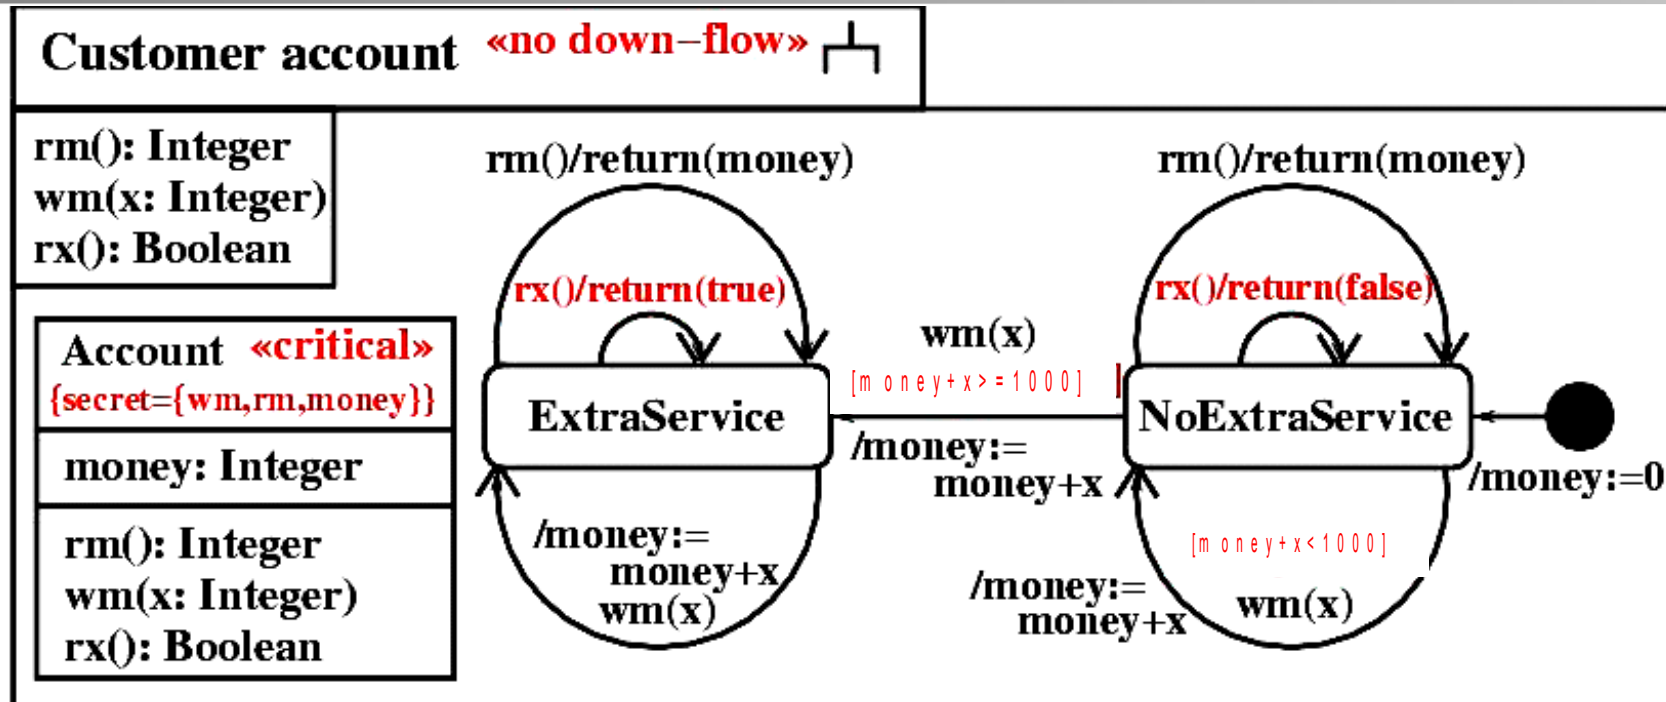 Customer account «no down–flow»
rm(): Integer
wm(x: Integer)
rx(): Boolean
Account «critical»
{secret={wm,rm,money}}
money: Integer
rm(): Integer
wm(x: Integer)
rx(): Boolean
rm()/return(money)
rx()/return(true)
ExtraService
/money:=
money+x
wm(x)
wm(x)
[money+x>=1000]
/money:=
money+x
rm()/return(money)
rx()/return(false)
NoExtraService
/money:=0
[money+x<1000]
/money:=
money+x
wm(x)